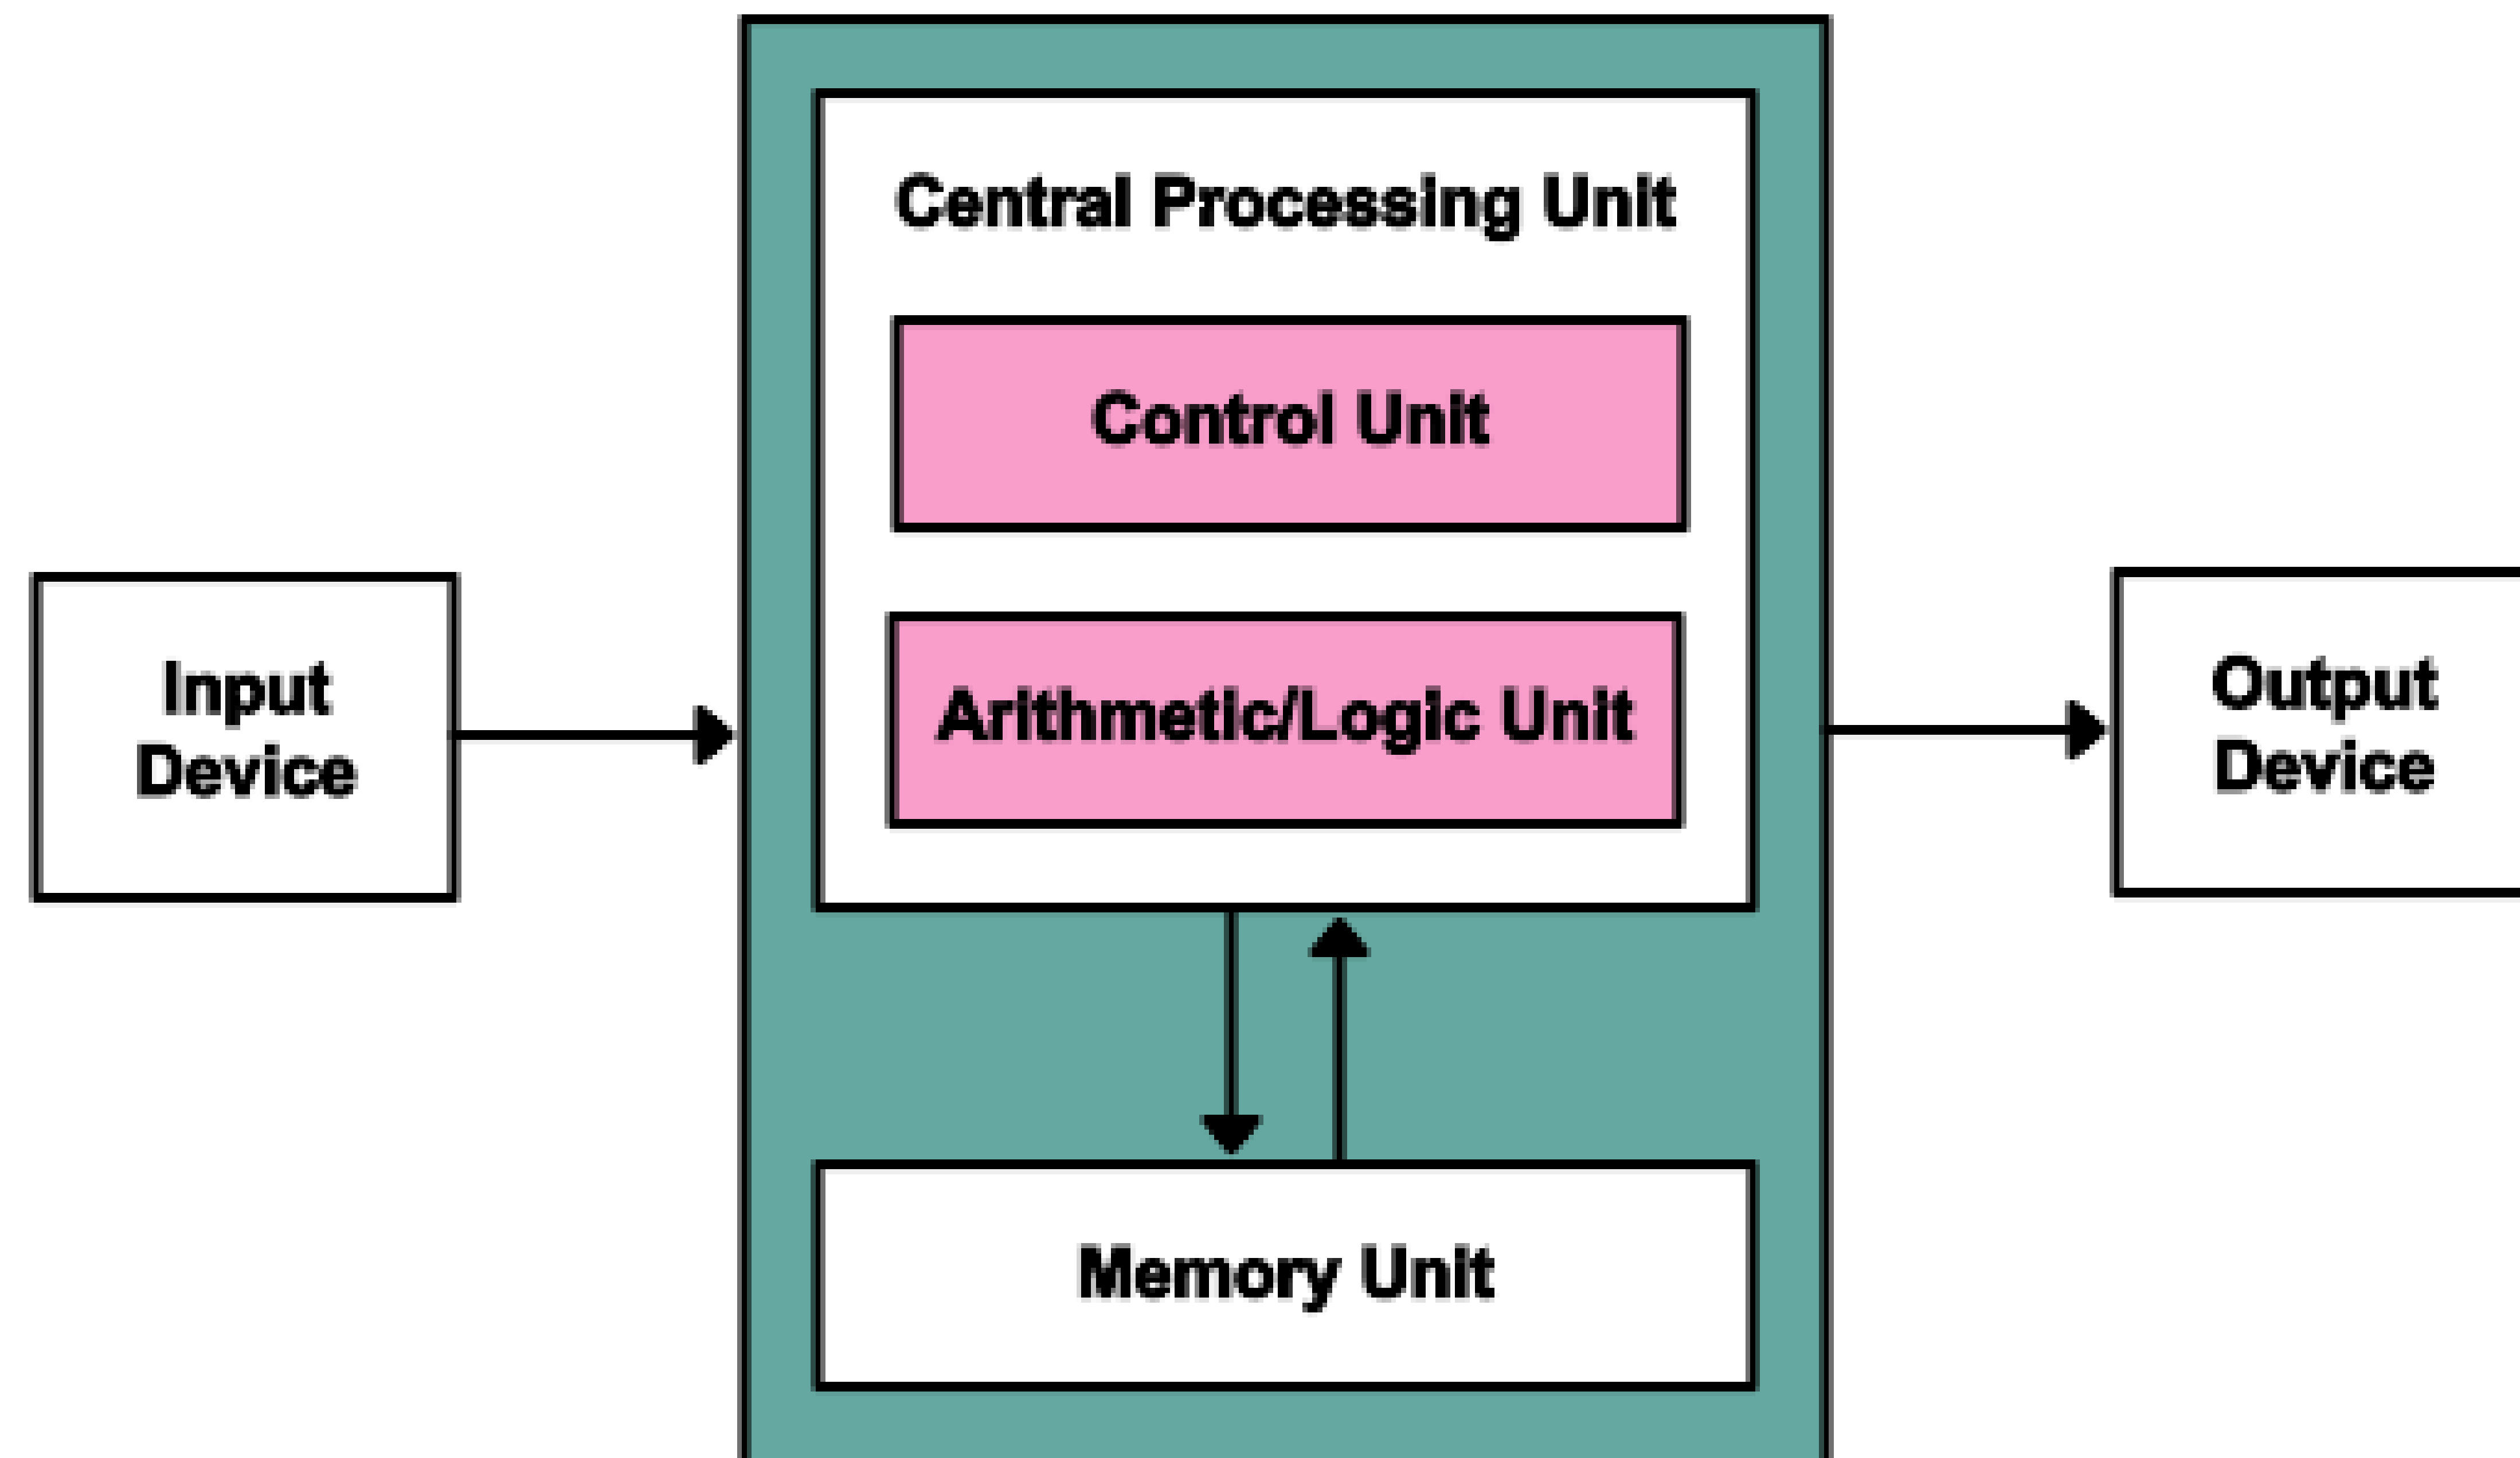 Central Processing Unit
Control Unit
Arithmetic/Logic Unit
Input
Device
Output
Device
Memory Unit